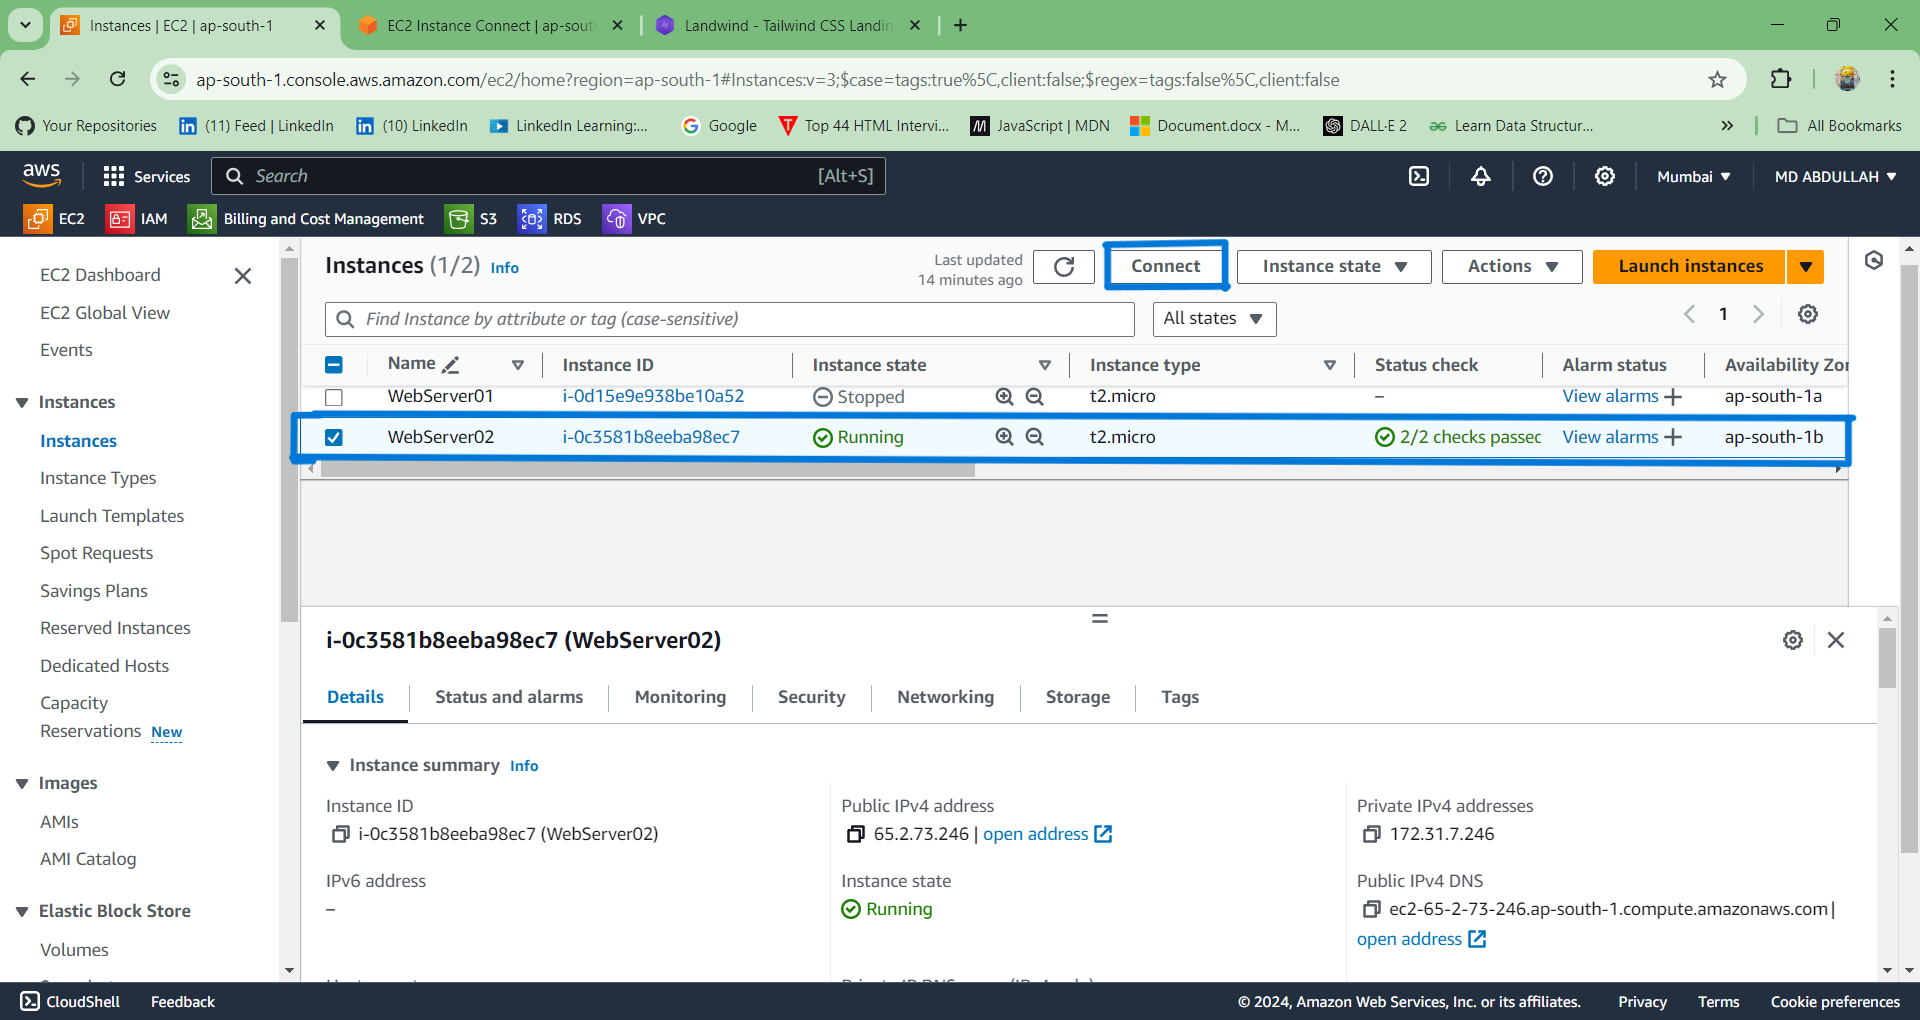 Instances | EC2 | ap-south-1
EC2 Instance Connect | ap-sout
Landwind - Tailwind CSS Landin
ap-south-1.console.aws.amazon.com/ec2/home?region=ap-south-1#Instances:v=3;$case=tags:true%5C,client:false;$regex=tags:false%5C,client:false
Your Repositories
(11) Feed | LinkedIn
(10) LinkedIn
LinkedIn Learning:...
Google
Top 44 HTML Intervi...
JavaScript | MDN
Document.docx - M...
DALL·E 2
Learn Data Structur...
All Bookmarks
aws
Services
Search
[Alt+S]
Mumbai
MD ABDULLAH
EC2
IAM
Billing and Cost Management
S3
RDS
VPC
EC2 Dashboard
EC2 Global View
Events
Instances
Instances
Instance Types
Launch Templates
Spot Requests
Savings Plans
Reserved Instances
Dedicated Hosts
Capacity
Reservations New
Images
AMIs
AMI Catalog
Elastic Block Store
Volumes
Instances (1/2) Info
Last updated
14 minutes ago
Connect
Instance state
Actions
Launch instances
Find Instance by attribute or tag (case-sensitive)
All states
1
Name Instance ID Instance state Instance type Status check Alarm status Availability Zo
WebServer01 i-0d15e9e938be10a52 Stopped t2.micro – View alarms + ap-south-1a
WebServer02 i-0c3581b8eeba98ec7 Running t2.micro 2/2 checks passec View alarms + ap-south-1b
i-0c3581b8eeba98ec7 (WebServer02)
Details
Status and alarms
Monitoring
Security
Networking
Storage
Tags
Instance summary Info
Instance ID
i-0c3581b8eeba98ec7 (WebServer02)
Public IPv4 address
65.2.73.246 | open address
Private IPv4 addresses
172.31.7.246
IPv6 address
–
Instance state
Running
Public IPv4 DNS
ec2-65-2-73-246.ap-south-1.compute.amazonaws.com |
open address
CloudShell
Feedback
© 2024, Amazon Web Services, Inc. or its affiliates.
Privacy
Terms
Cookie preferences